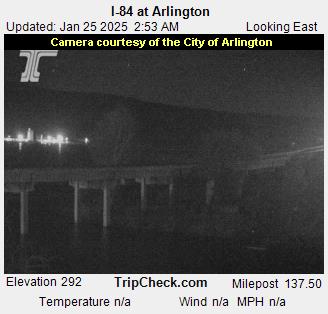 I-84 at Arlington
Updated: Jan 25 2025 2:53 AM Looking East
Camera courtesy of the City of Arlington
Elevation 292 TripCheck.com Milepost 137.50
Temperature n/a Wind n/a MPH n/a